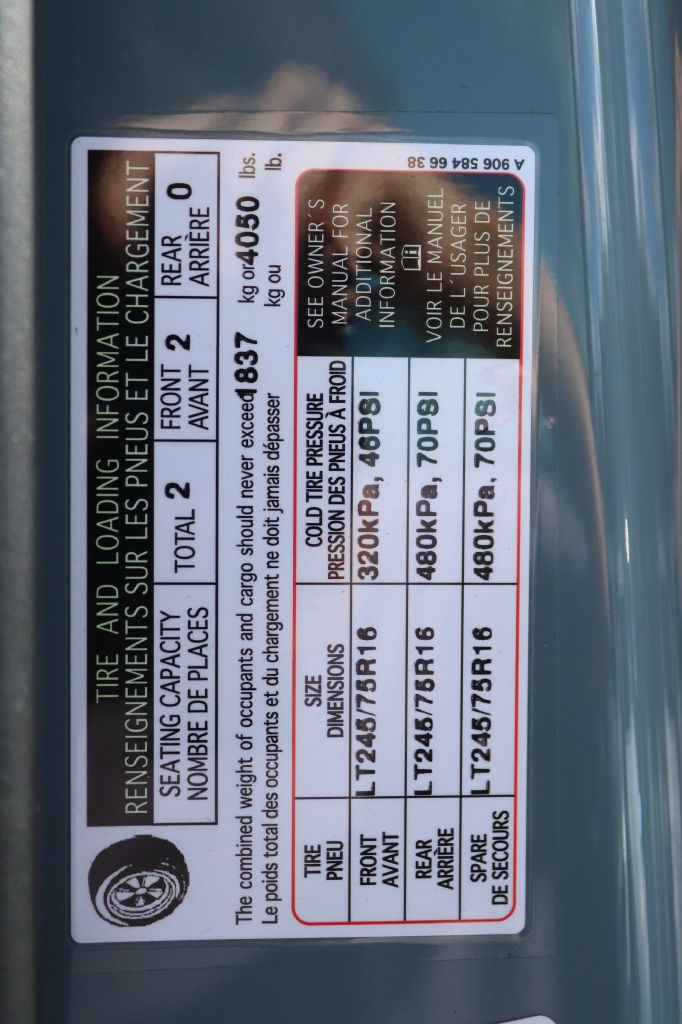 TIRE AND LOADING INFORMATION
RENSEIGNEMENTS SUR LES PNEUS ET LE CHARGEMENT
SEATING CAPACITY
NOMBRE DE PLACES
TOTAL 2
FRONT
AVANT 2
REAR
ARRIÈRE 0
The combined weight of occupants and cargo should never exceed 1837 kg or 4050 lbs.
Le poids total des occupants et du chargement ne doit jamais dépasser kg ou lb.
TIRE
PNEU
SIZE
DIMENSIONS
COLD TIRE PRESSURE
PRESSION DES PNEUS À FROID
FRONT
AVANT
LT245/75R16
320kPa, 46PSI
REAR
ARRIÈRE
LT245/75R16
480kPa, 70PSI
SPARE
DE SECOURS
LT245/75R16
480kPa, 70PSI
SEE OWNER´S
MANUAL FOR
ADDITIONAL
INFORMATION
VOIR LE MANUEL
DE L´USAGER
POUR PLUS DE
RENSEIGNEMENTS
A 906 584 66 38